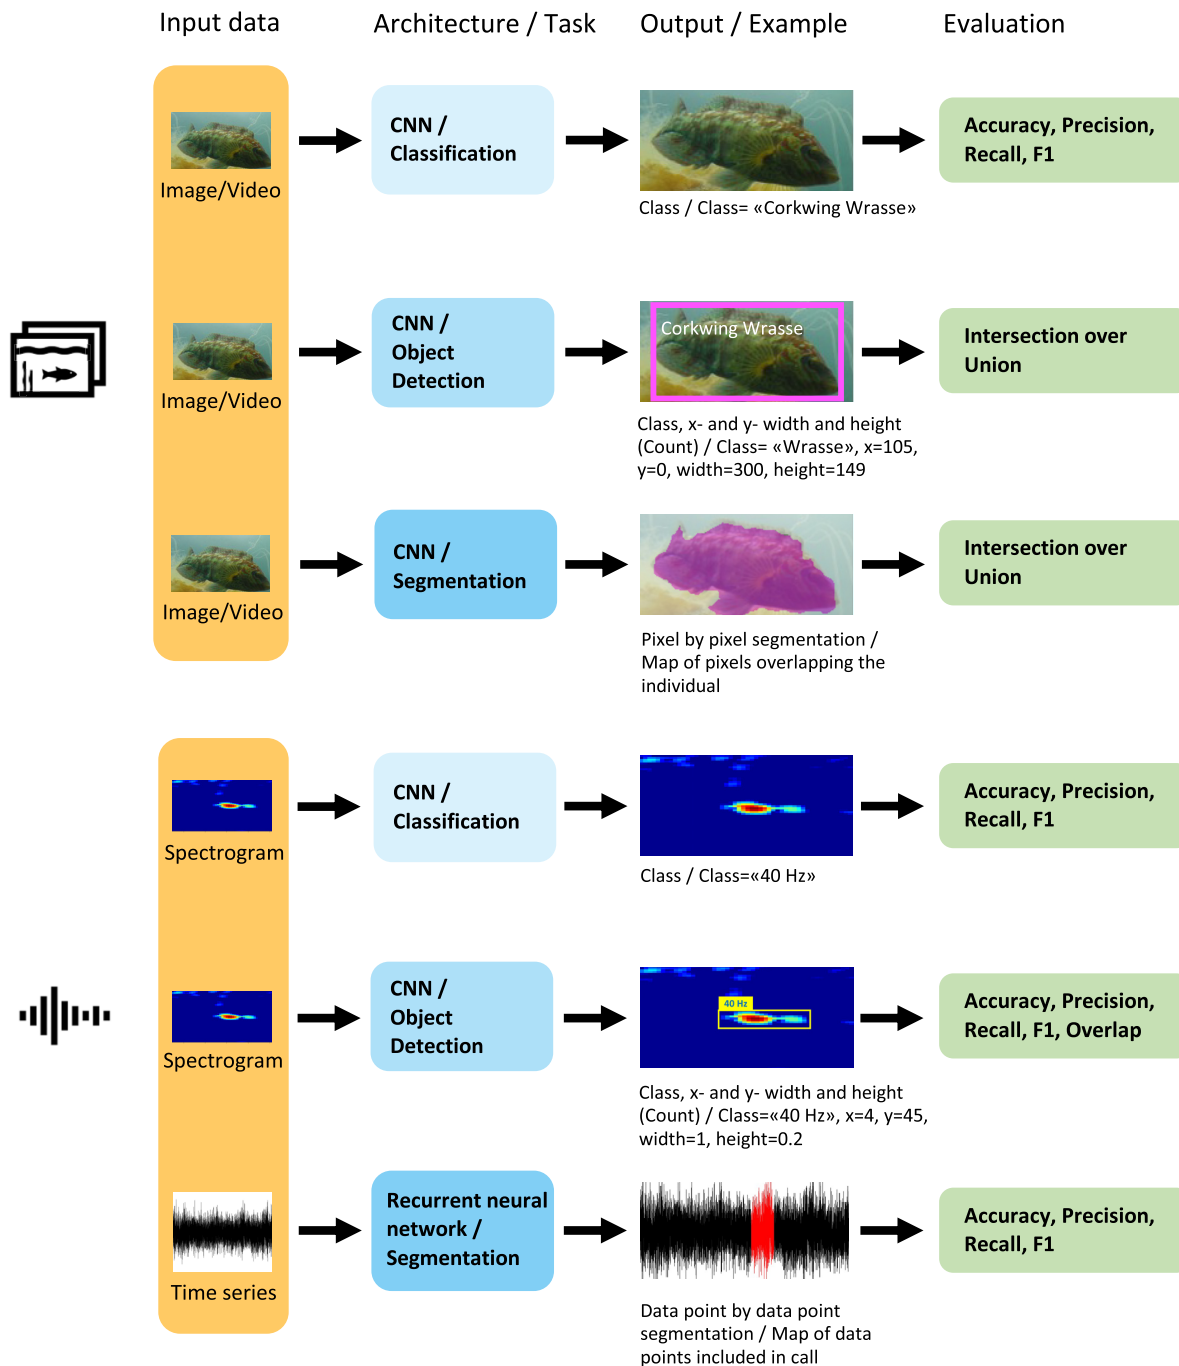 Input data
Architecture / Task
Output / Example
Evaluation
Image/Video
CNN /
Classification
Class / Class= «Corkwing Wrasse»
Accuracy, Precision,
Recall, F1
Image/Video
CNN /
Object
Detection
Corkwing Wrasse
Class, x- and y- width and height
(Count) / Class= «Wrasse», x=105,
y=0, width=300, height=149
Intersection over
Union
Image/Video
CNN /
Segmentation
Pixel by pixel segmentation /
Map of pixels overlapping the
individual
Intersection over
Union
Spectrogram
CNN /
Classification
Class / Class=«40 Hz»
Accuracy, Precision,
Recall, F1
Spectrogram
CNN /
Object
Detection
40 Hz
Class, x- and y- width and height
(Count) / Class=«40 Hz», x=4, y=45,
width=1, height=0.2
Accuracy, Precision,
Recall, F1, Overlap
Time series
Recurrent neural
network /
Segmentation
Data point by data point
segmentation / Map of data
points included in call
Accuracy, Precision,
Recall, F1